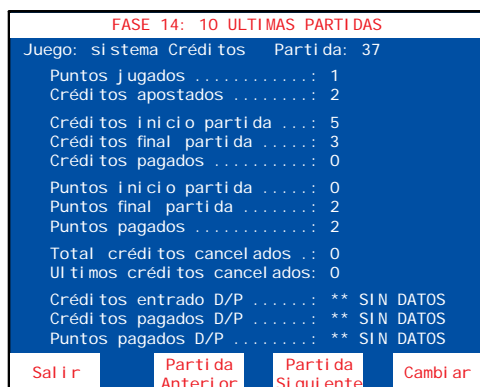 FASE 14: 10 ULTIMAS PARTIDAS
Juego: sistema Créditos Partida: 37
Puntos jugados ............: 1
Créditos apostados ........: 2
Créditos inicio partida ...: 5
Créditos final partida ....: 3
Créditos pagados ..........: 0
Puntos inicio partida .....: 0
Puntos final partida ......: 2
Puntos pagados ............: 2
Total créditos cancelados .: 0
Ultimos créditos cancelados: 0
Créditos entrado D/P ......: ** SIN DATOS
Créditos pagados D/P ......: ** SIN DATOS
Puntos pagados D/P ........: ** SIN DATOS
Salir
Partida
Anterior
Partida
Siguiente
Cambiar